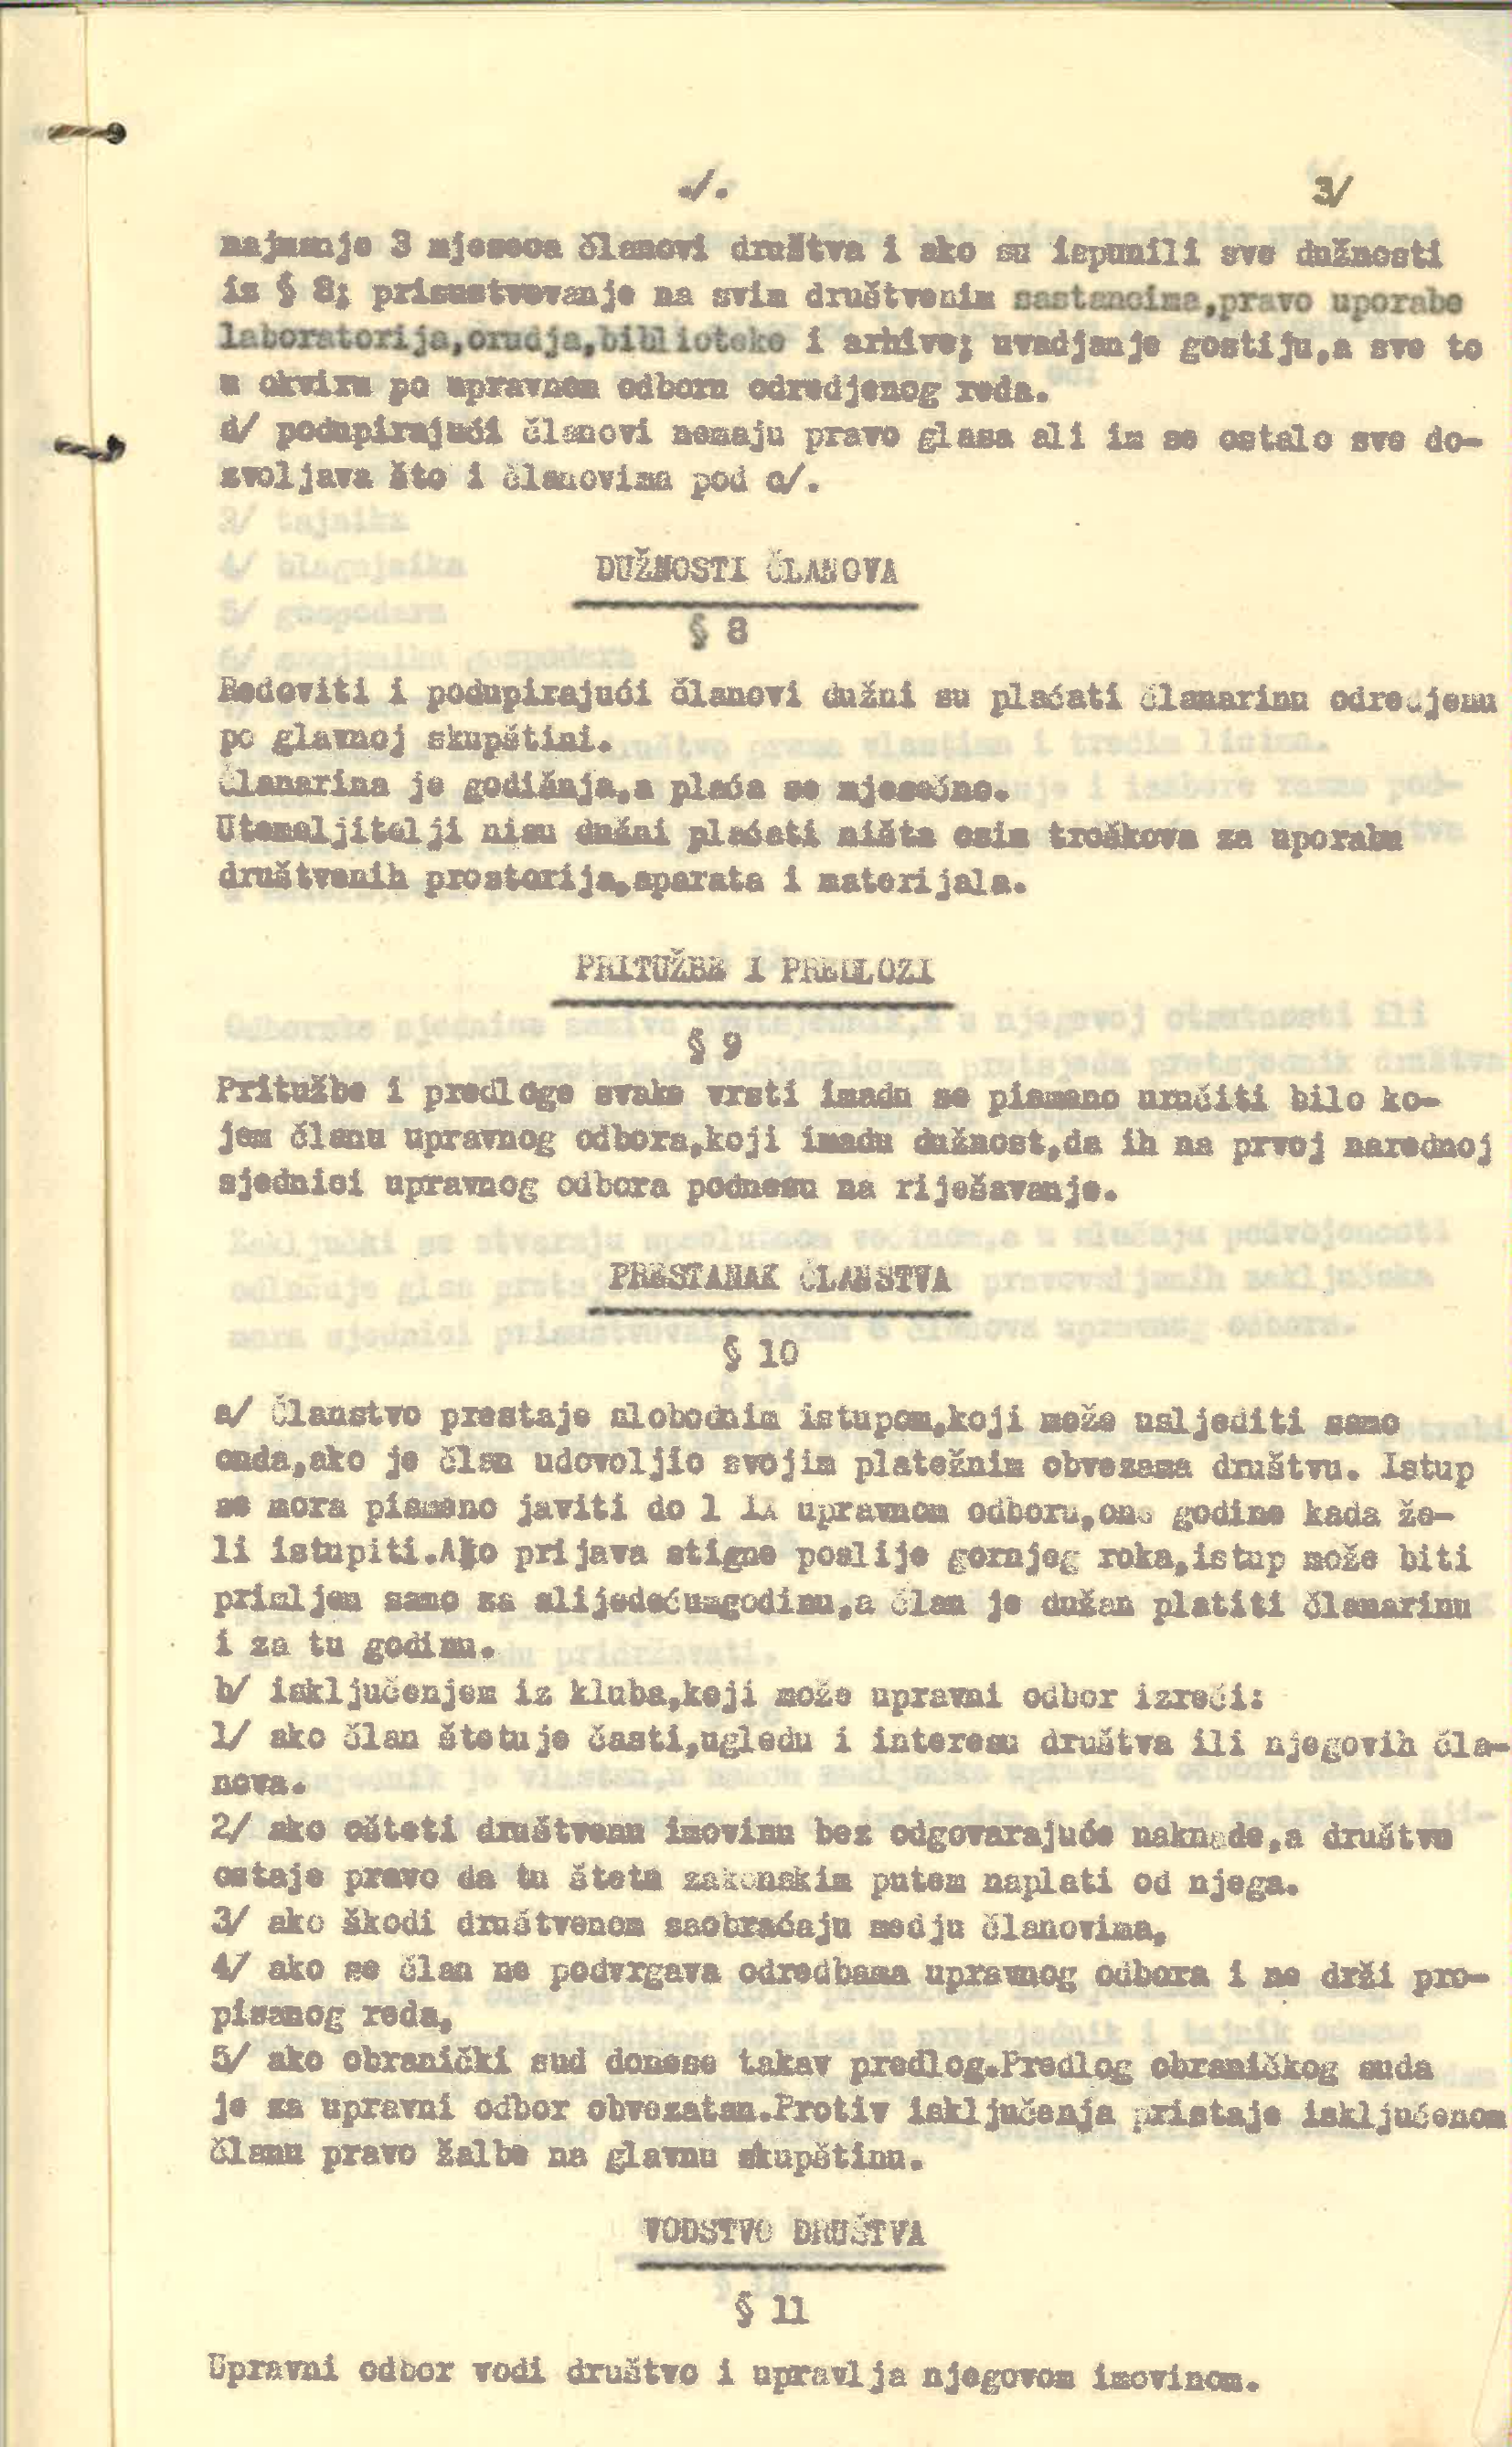 ./.
3/
najmanje 3 mjeseca članovi društva i ako su ispunili sve dužnosti
iz § 8; prisustvovanje na svim društvenim sastancima,pravo uporabe
laboratorija,orudja,biblioteke i arhive; uvadjanje gostiju,a sve to
u okviru po upravnom odboru odredjenog reda.
d/ podupirajući članovi nemaju pravo glasa ali im se ostalo sve do-
zvoljava što i članovima pod c/.
3/ tajnika
4/ blagajnika
5/ gospodara
6/ zamjenika gospodara
DUŽNOSTI ČLANOVA
§ 8
Redoviti i podupirajući članovi dužni su plaćati članarinu odredjenu
po glavnoj skupštini.
Članarina je godišnja,a plaća se mjesečno.
Utemeljitelji nisu dužni plaćati ništa osim troškova za uporabu
društvenih prostorija,aparata i materijala.
PRITUŽBE I PREDLOZI
§ 9
Pritužbe i predloge svake vrsti imadu se pismeno uručiti bilo ko-
jem članu upravnog odbora,koji imadu dužnost,da ih na prvoj narednoj
sjednici upravnog odbora podnesu na riješavanje.
PRESTANAK ČLANSTVA
§ 10
a/ Članstvo prestaje slobodnim istupom,koji može usljediti samo
onda,ako je član udovoljio svojim platežnim obvezama društvu. Istup
se mora pismeno javiti do 1 IX upravnom odboru,one godine kada že-
li istupiti.Ako prijava stigne poslije gornjeg roka,istup može biti
primljen samo za slijedeću godinu,a član je dužan platiti članarinu
i za tu godinu.
b/ isključenjem iz kluba,koji može upravni odbor izreći:
1/ ako član štetuje časti,ugledu i interesu društva ili njegovih čla-
nova.
2/ ako ošteti društvenu imovinu bez odgovarajuće naknade,a društvu
ostaje pravo da tu štetu zakonskim putem naplati od njega.
3/ ako škodi društvenom saobraćaju medju članovima,
4/ ako se član ne podvrgava odredbama upravnog odbora i ne drži pro-
pisanog reda,
5/ ako obranički sud donese takav predlog.Predlog obraničkog suda
je za upravni odbor obvezatan.Protiv isključenja pristaje isključenom
članu pravo žalbe na glavnu skupštinu.
VODSTVO DRUŠTVA
§ 11
Upravni odbor vodi društvo i upravlja njegovom imovinom.